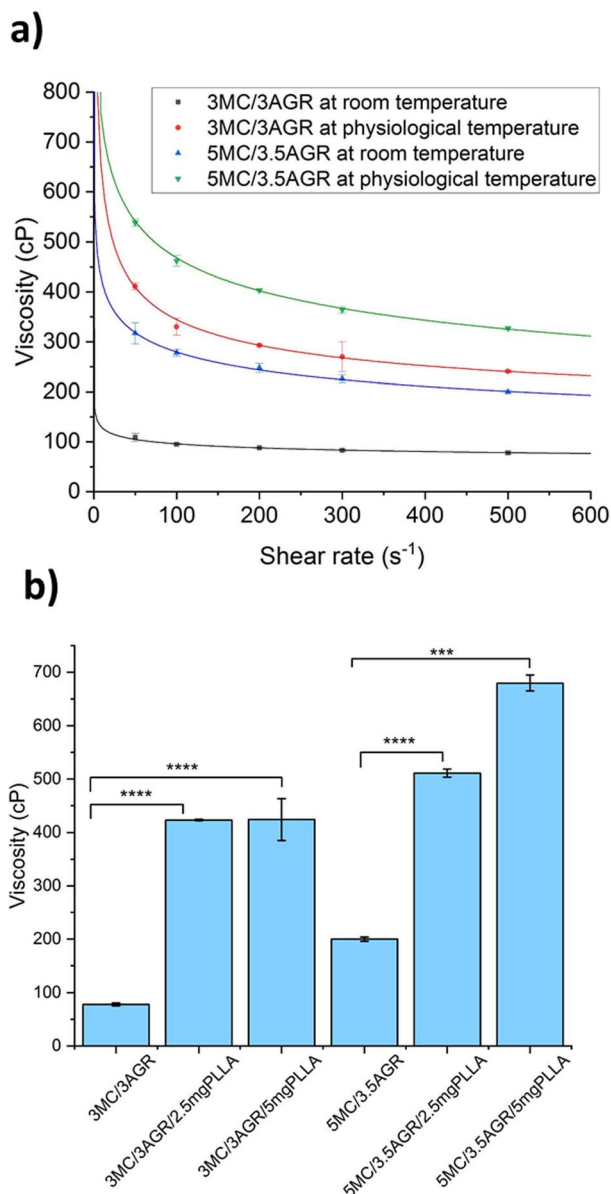 a)
800
700
600
500
400
300
200
100
0
Viscosity (cP)
3MC/3AGR at room temperature
3MC/3AGR at physiological temperature
5MC/3.5AGR at room temperature
5MC/3.5AGR at physiological temperature
0 100 200 300 400 500 600
Shear rate (s⁻¹)
b)
700
600
500
400
300
200
100
0
Viscosity (cP)
***
****
****
****
3MC/3AGR
3MC/3AGR/2.5mgPLLA
3MC/3AGR/5mgPLLA
5MC/3.5AGR
5MC/3.5AGR/2.5mgPLLA
5MC/3.5AGR/5mgPLLA